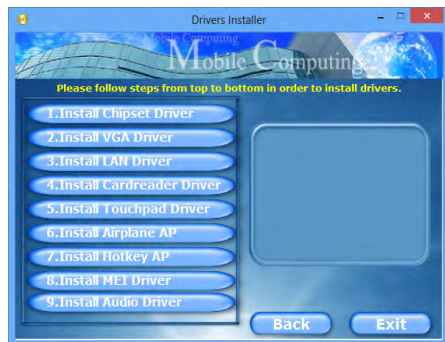 Drivers Installer
Mobile Computing
Mobile Computing
Please follow steps from top to bottom in order to install drivers.
1.Install Chipset Driver
2.Install VGA Driver
3.Install LAN Driver
4.Install Cardreader Driver
5.Install Touchpad Driver
6.Install Airplane AP
7.Install Hotkey AP
8.Install MEI Driver
9.Install Audio Driver
Back
Exit